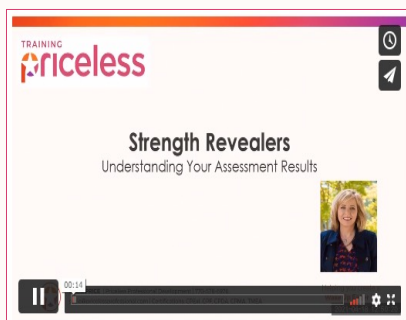 TRAINING
priceless
Strength Revealers
Understanding Your Assessment Results
00:14